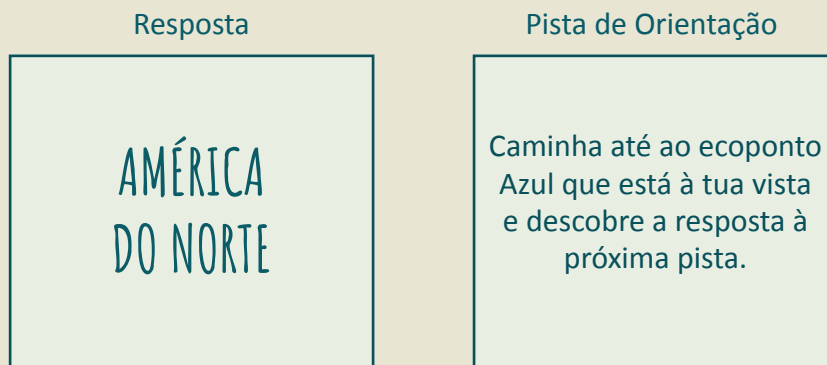 Resposta
AMÉRICA
DO NORTE
Pista de Orientação
Caminha até ao ecoponto
Azul que está à tua vista
e descobre a resposta à
próxima pista.